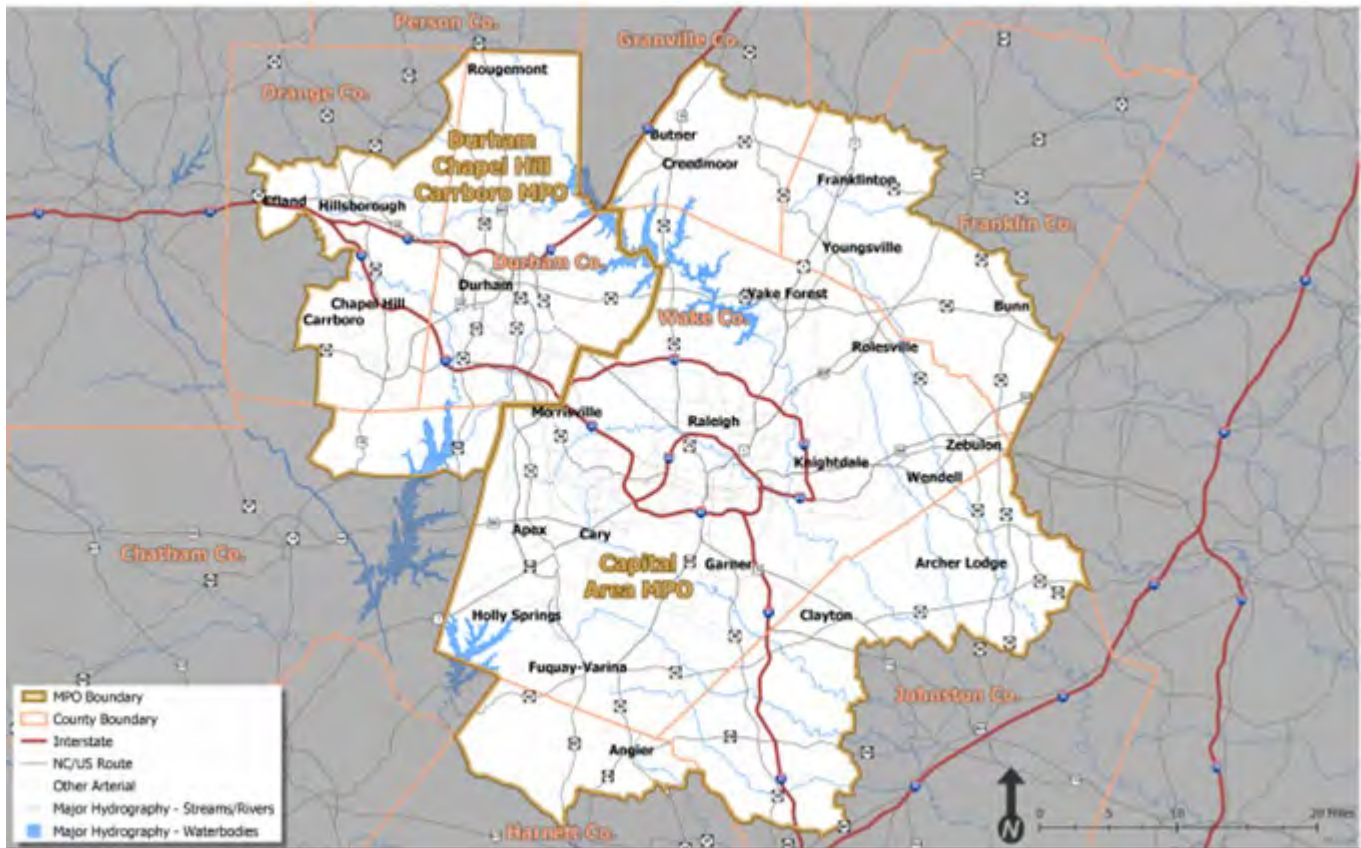 Person Co.
Granville Co.
Rougemont
Orange Co.
Durham
Chapel Hill
Carrboro MPO
Butner
Creedmoor
Franklinton
Efland
Hillsborough
Franklin Co.
Youngsville
Durham Co.
Durham
Wake Forest
Bunn
Chapel Hill
Carrboro
Wake Co.
Rolesville
Morrisville
Raleigh
Zebulon
Knightdale
Wendell
Apex
Cary
Chatham Co.
Capital
Area MPO
Garner
Archer Lodge
Holly Springs
Clayton
Fuquay-Varina
Johnston Co.
Angier
Harnett Co.
MPO Boundary
County Boundary
Interstate
NC/US Route
Other Arterial
Major Hydrography - Streams/Rivers
Major Hydrography - Waterbodies
N
0 5 10 20 Miles